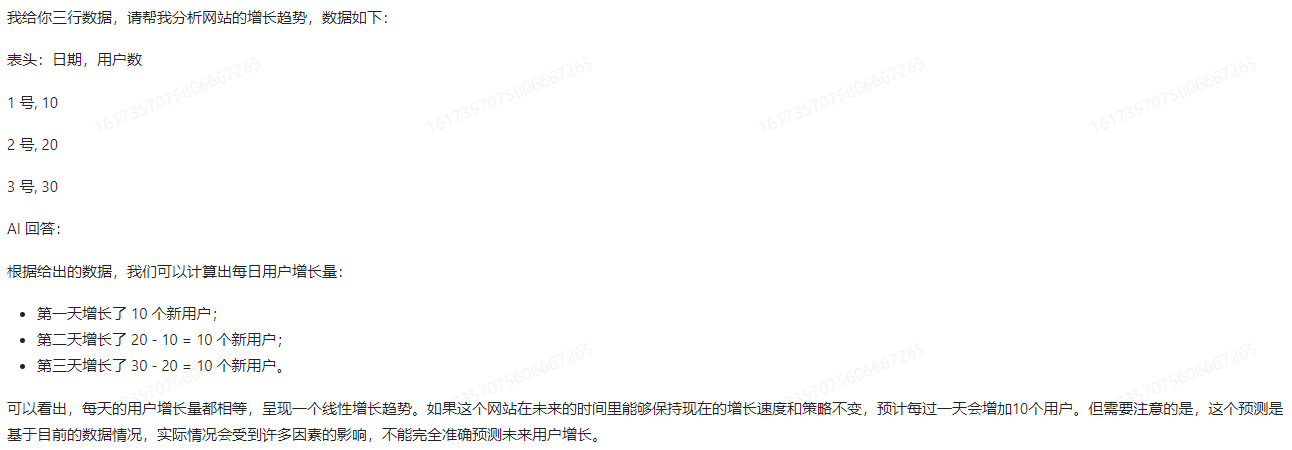 我给你三行数据，请帮我分析网站的增长趋势，数据如下：
表头：日期，用户数
1 号, 10
2 号, 20
3 号, 30
AI 回答：
根据给出的数据，我们可以计算出每日用户增长量：
• 第一天增长了 10 个新用户；
• 第二天增长了 20 - 10 = 10 个新用户；
• 第三天增长了 30 - 20 = 10 个新用户。
可以看出，每天的用户增长量都相等，呈现一个线性增长趋势。如果这个网站在未来的时间里能够保持现在的增长速度和策略不变，预计每过一天会增加10个用户。但需要注意的是，这个预测是
基于目前的数据情况，实际情况会受到许多因素的影响，不能完全准确预测未来用户增长。
1617357075606667265
1617357075606667265
1617357075606667265
1617357075606667265
1617357075606667265
1617357075606667265
1617357075606667265